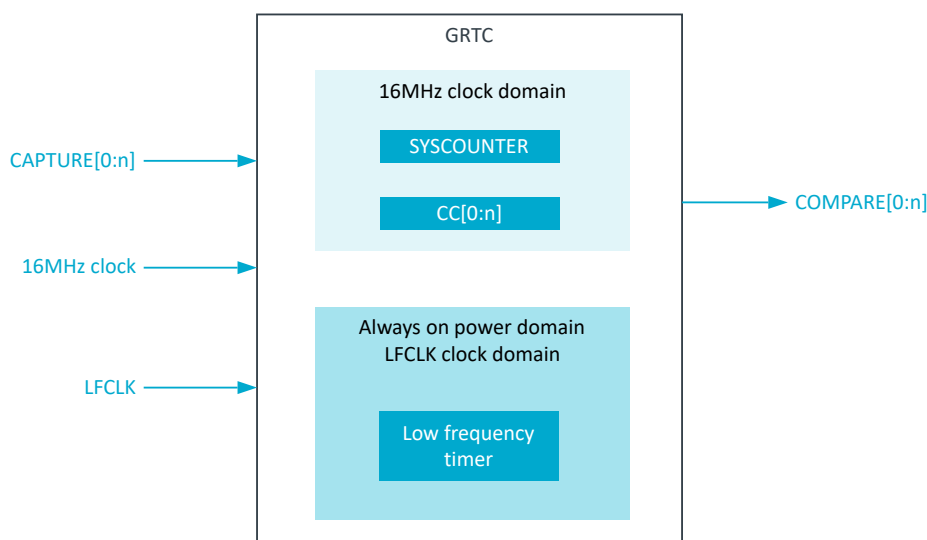 GRTC
16MHz clock domain
SYSCOUNTER
CAPTURE[0:n]
CC[0:n]
COMPARE[0:n]
16MHz clock
Always on power domain
LFCLK clock domain
LFCLK
Low frequency
timer